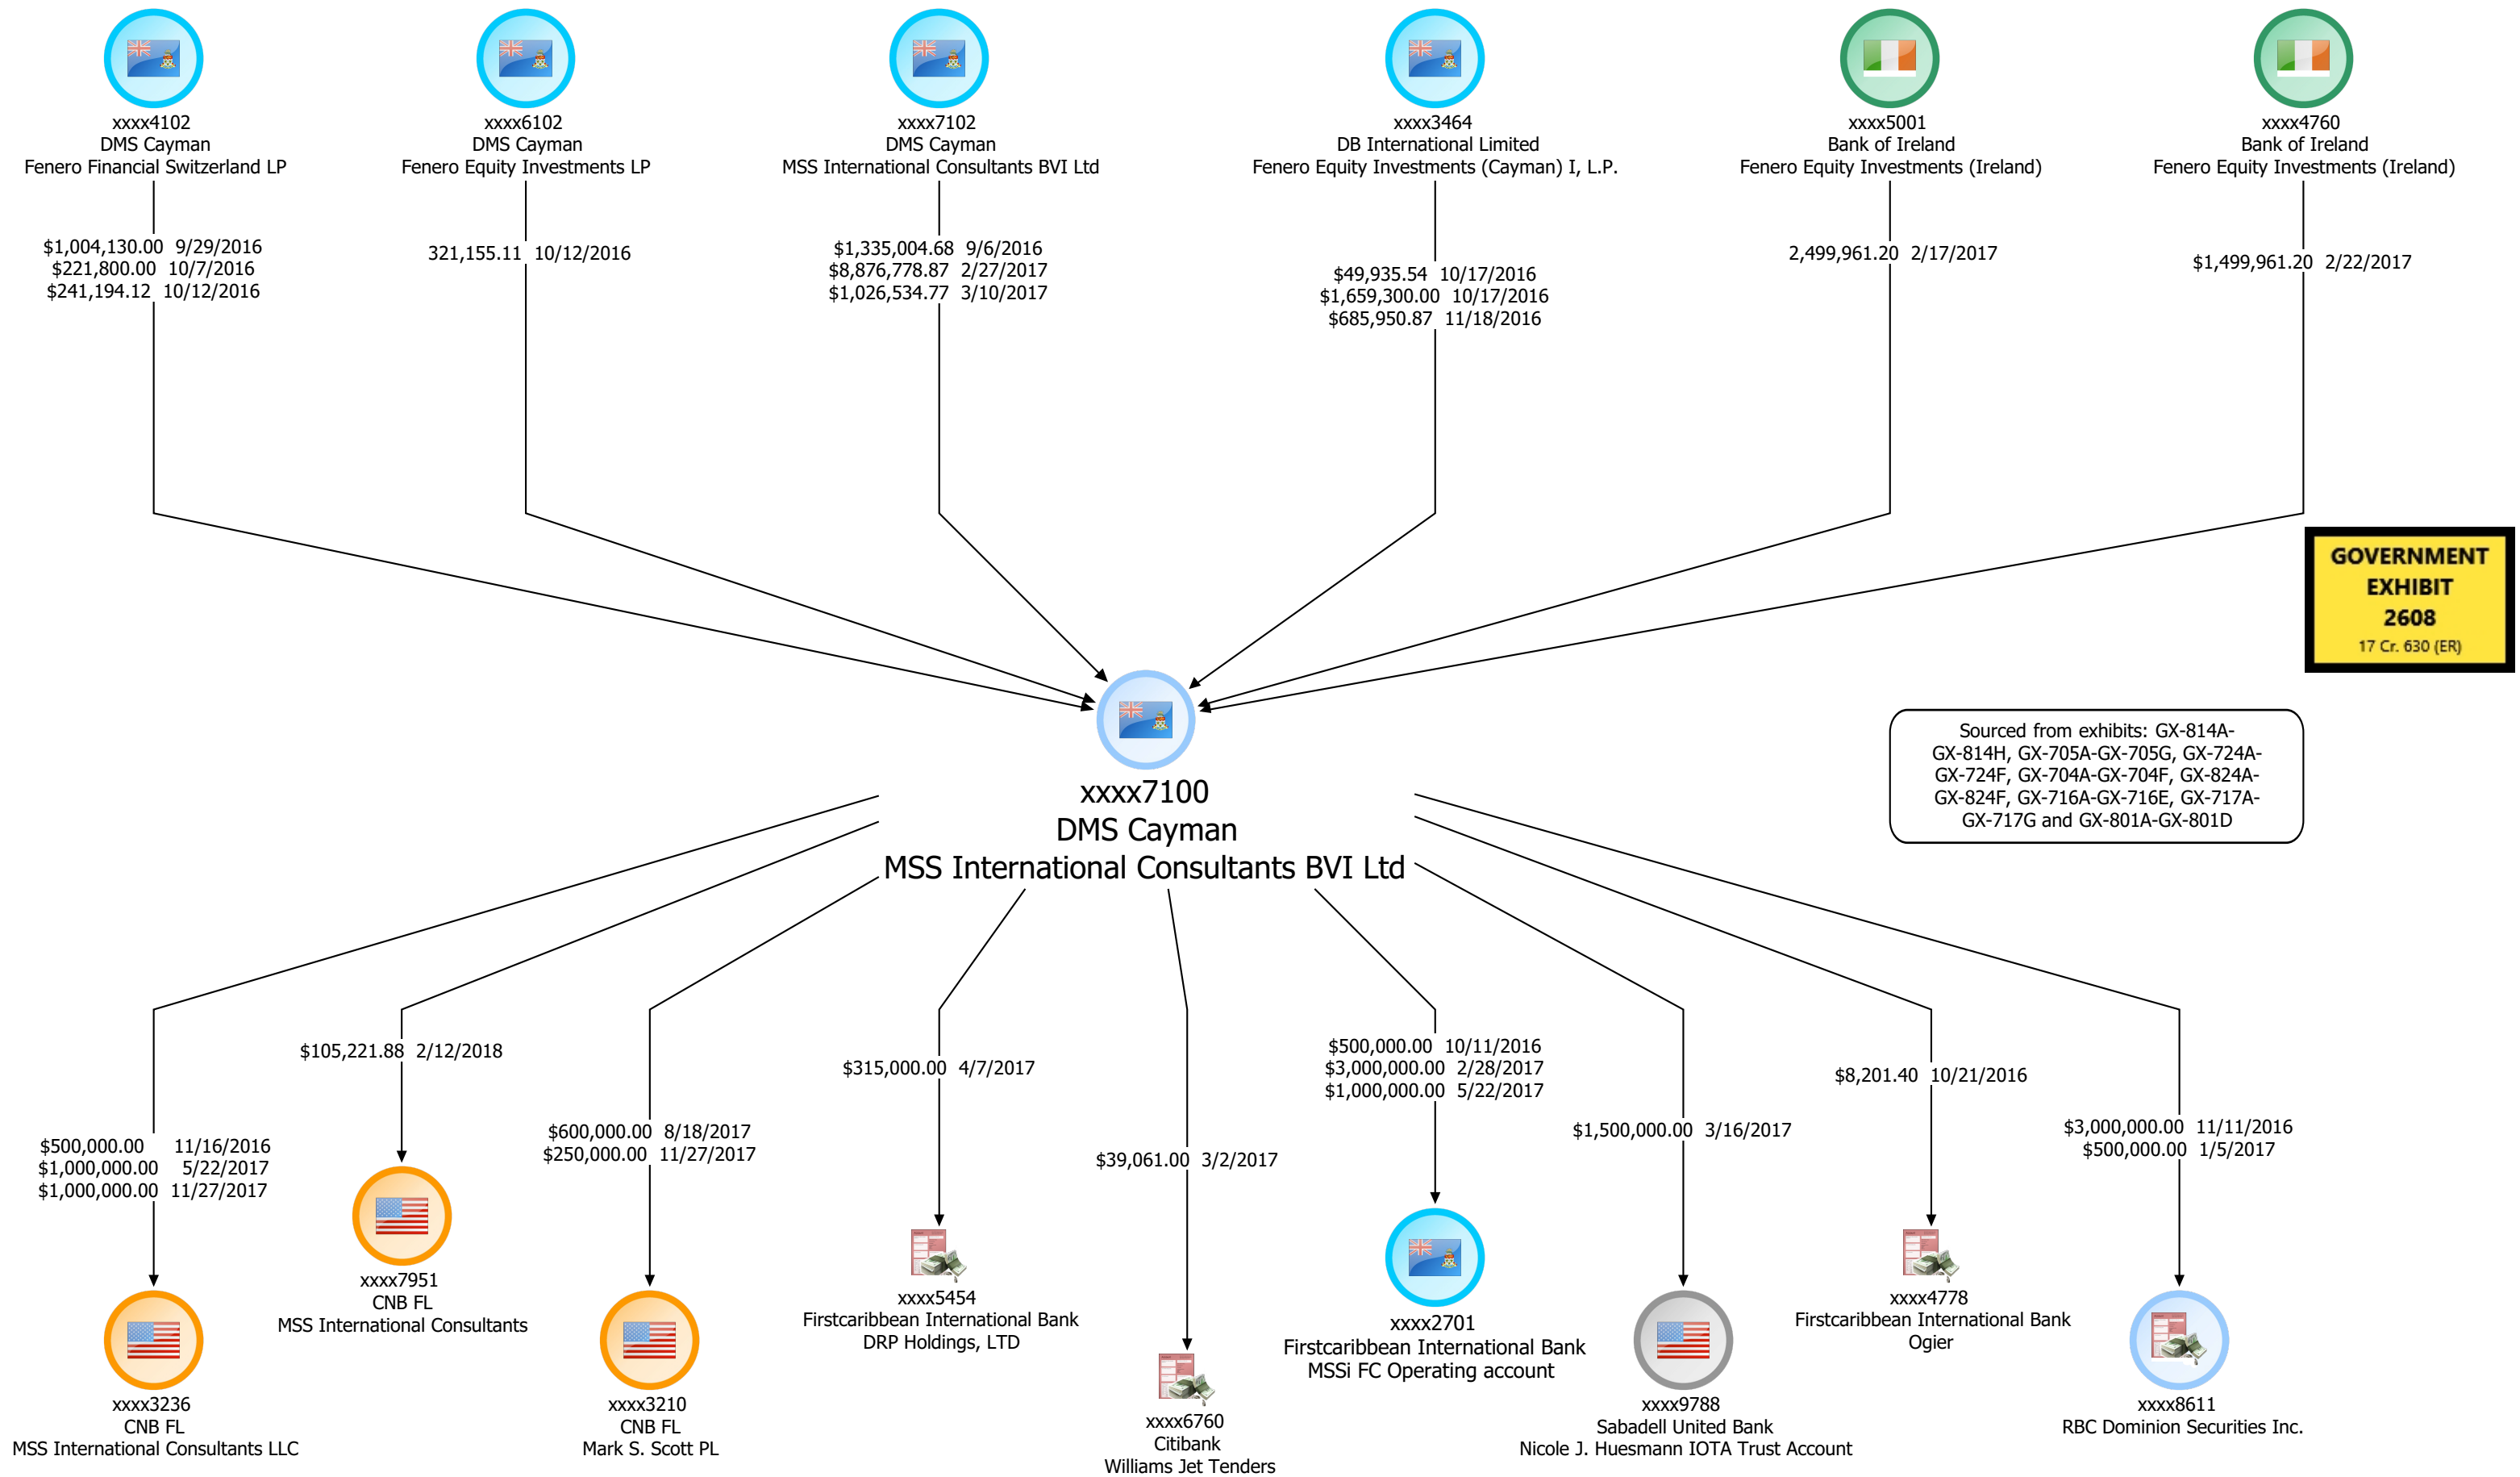 xxxx4102
DMS Cayman
Fenero Financial Switzerland LP
xxxx6102
DMS Cayman
Fenero Equity Investments LP
xxxx7102
DMS Cayman
MSS International Consultants BVI Ltd
xxxx3464
DB International Limited
Fenero Equity Investments (Cayman) I, L.P.
xxxx5001
Bank of Ireland
Fenero Equity Investments (Ireland)
xxxx4760
Bank of Ireland
Fenero Equity Investments (Ireland)
$1,004,130.00 9/29/2016
$221,800.00 10/7/2016
$241,194.12 10/12/2016
321,155.11 10/12/2016
$1,335,004.68 9/6/2016
$8,876,778.87 2/27/2017
$1,026,534.77 3/10/2017
$49,935.54 10/17/2016
$1,659,300.00 10/17/2016
$685,950.87 11/18/2016
2,499,961.20 2/17/2017
$1,499,961.20 2/22/2017
GOVERNMENT
EXHIBIT
2608
17 Cr. 630 (ER)
Sourced from exhibits: GX-814A-
GX-814H, GX-705A-GX-705G, GX-724A-
GX-724F, GX-704A-GX-704F, GX-824A-
GX-824F, GX-716A-GX-716E, GX-717A-
GX-717G and GX-801A-GX-801D
xxxx7100
DMS Cayman
MSS International Consultants BVI Ltd
$500,000.00 11/16/2016
$1,000,000.00 5/22/2017
$1,000,000.00 11/27/2017
$105,221.88 2/12/2018
$600,000.00 8/18/2017
$250,000.00 11/27/2017
$315,000.00 4/7/2017
$39,061.00 3/2/2017
$500,000.00 10/11/2016
$3,000,000.00 2/28/2017
$1,000,000.00 5/22/2017
$1,500,000.00 3/16/2017
$8,201.40 10/21/2016
$3,000,000.00 11/11/2016
$500,000.00 1/5/2017
xxxx3236
CNB FL
MSS International Consultants LLC
xxxx7951
CNB FL
MSS International Consultants
xxxx3210
CNB FL
Mark S. Scott PL
xxxx5454
Firstcaribbean International Bank
DRP Holdings, LTD
xxxx6760
Citibank
Williams Jet Tenders
xxxx2701
Firstcaribbean International Bank
MSSi FC Operating account
xxxx9788
Sabadell United Bank
Nicole J. Huesmann IOTA Trust Account
xxxx4778
Firstcaribbean International Bank
Ogier
xxxx8611
RBC Dominion Securities Inc.